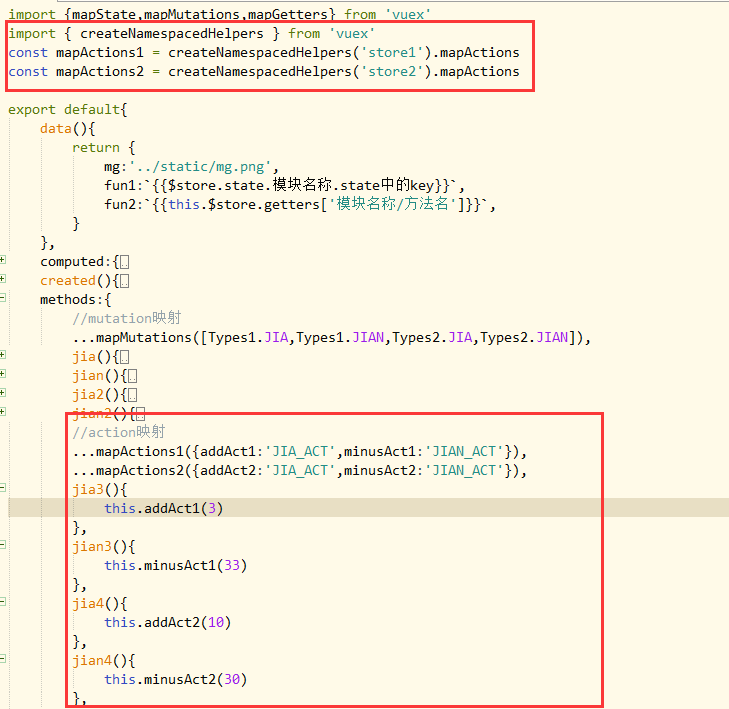 import {mapState,mapMutations,mapGetters} from 'vuex'
import { createNamespacedHelpers } from 'vuex'
const mapActions1 = createNamespacedHelpers('store1').mapActions
const mapActions2 = createNamespacedHelpers('store2').mapActions
export default{
data(){
return {
mg:'../static/mg.png',
fun1:`{{$store.state.模块名称.state中的key}}`,
fun2:`{{this.$store.getters['模块名称/方法名']}}`,
}
},
computed:{..
created(){..
methods:{
//mutation映射
...mapMutations([Types1.JIA,Types1.JIAN,Types2.JIA,Types2.JIAN]),
jia(){..
jian(){..
jia2(){..
jian2(){..
//action映射
...mapActions1({addAct1:'JIA_ACT',minusAct1:'JIAN_ACT'}),
...mapActions2({addAct2:'JIA_ACT',minusAct2:'JIAN_ACT'}),
jia3(){
this.addAct1(3)
},
jian3(){
this.minusAct1(33)
},
jia4(){
this.addAct2(10)
},
jian4(){
this.minusAct2(30)
},